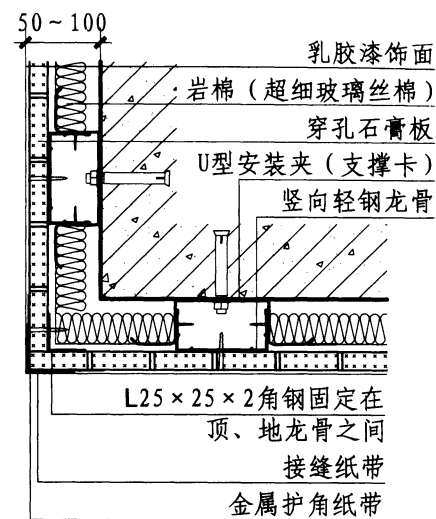 50～100
乳胶漆饰面
岩棉（超细玻璃丝棉）
穿孔石膏板
U型安装夹（支撑卡）
竖向轻钢龙骨
L25×25×2角钢固定在
顶、地龙骨之间
接缝纸带
金属护角纸带